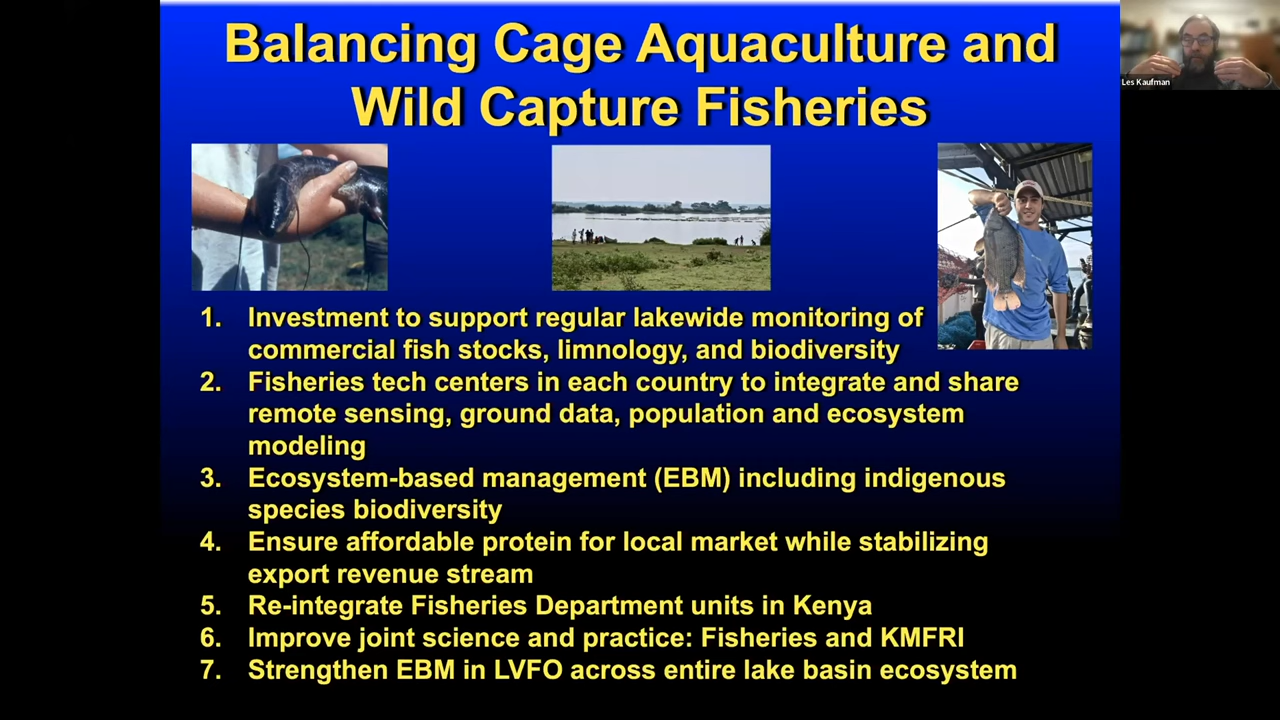 Balancing Cage Aquaculture and
Wild Capture Fisheries
Les Kaufman
1. Investment to support regular lakewide monitoring of
commercial fish stocks, limnology, and biodiversity
2. Fisheries tech centers in each country to integrate and share
remote sensing, ground data, population and ecosystem
modeling
3. Ecosystem-based management (EBM) including indigenous
species biodiversity
4. Ensure affordable protein for local market while stabilizing
export revenue stream
5. Re-integrate Fisheries Department units in Kenya
6. Improve joint science and practice: Fisheries and KMFRI
7. Strengthen EBM in LVFO across entire lake basin ecosystem